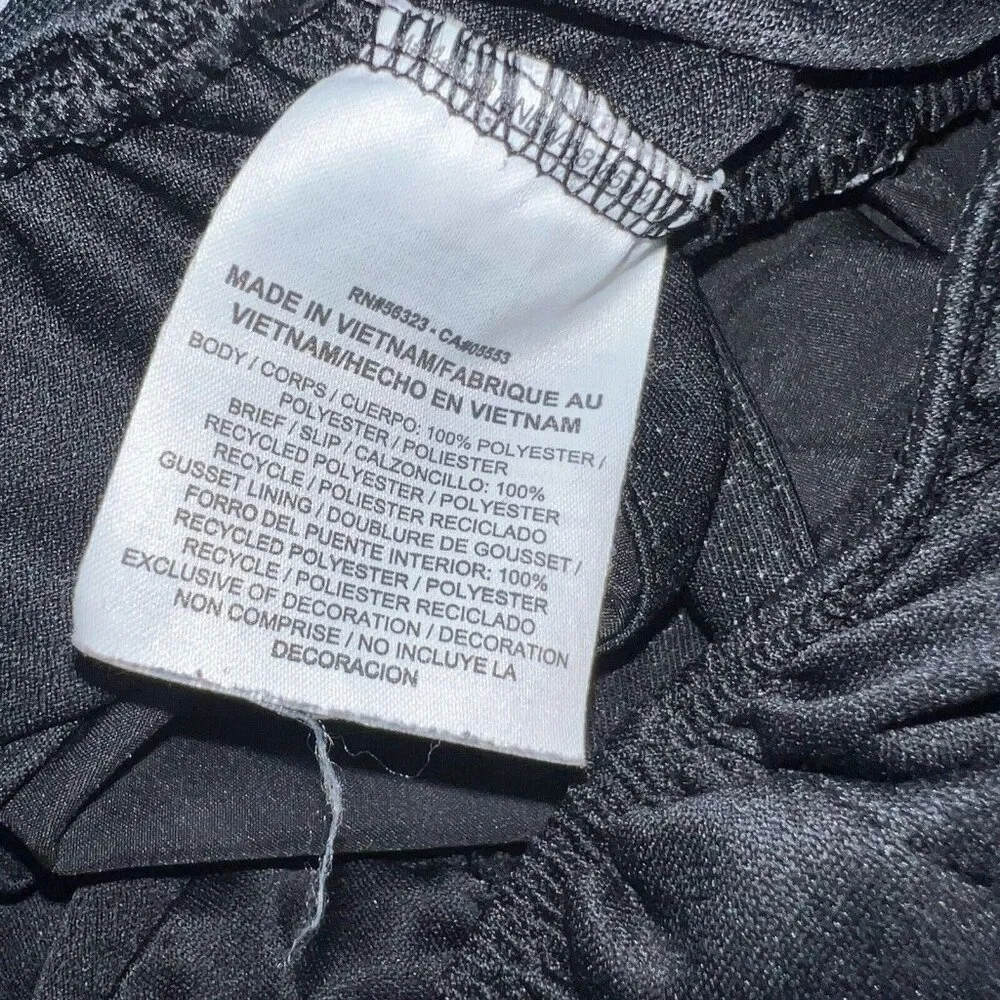 RN#56323 - CA#05553
MADE IN VIETNAM/FABRIQUE AU
VIETNAM/HECHO EN VIETNAM
BODY / CORPS / CUERPO: 100% POLYESTER /
POLYESTER / POLIESTER
BRIEF / SLIP / CALZONCILLO: 100%
RECYCLED POLYESTER / POLYESTER
RECYCLE / POLIESTER RECICLADO
GUSSET LINING / DOUBLURE DE GOUSSET /
FORRO DEL PUENTE INTERIOR: 100%
RECYCLED POLYESTER / POLYESTER
RECYCLE / POLIESTER RECICLADO
EXCLUSIVE OF DECORATION / DECORATION
NON COMPRISE / NO INCLUYE LA
DECORACION